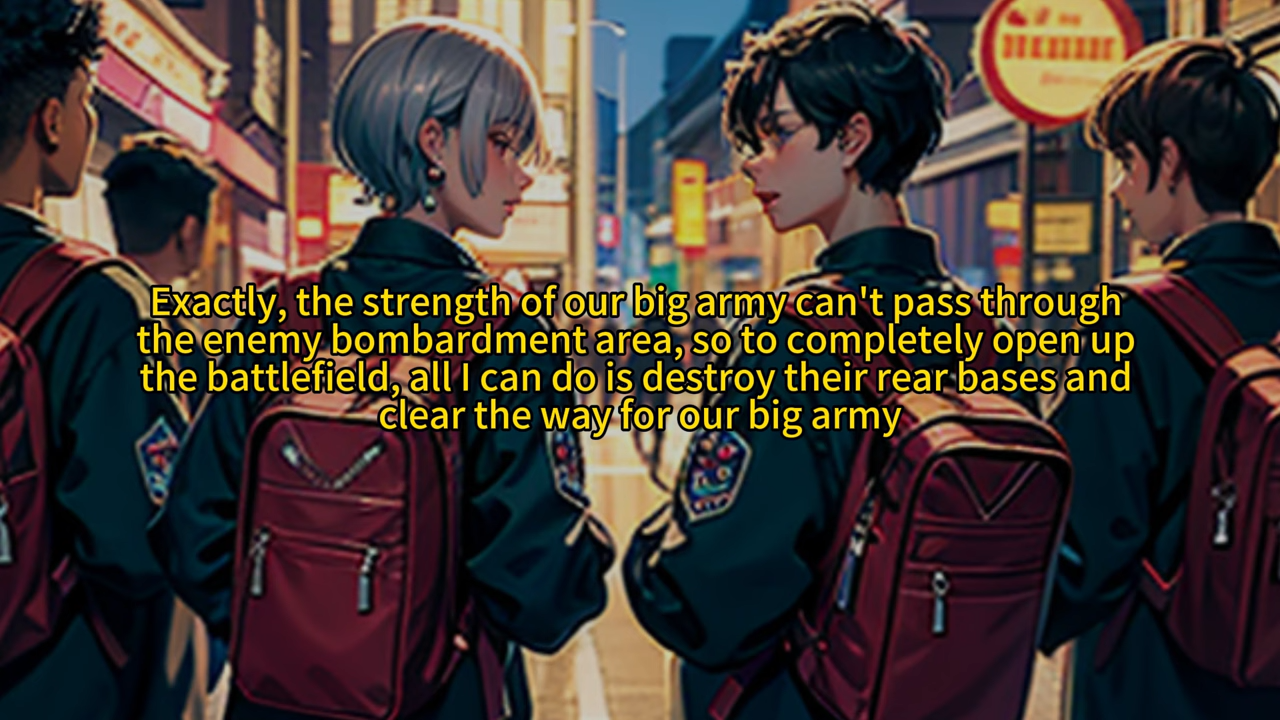 Exactly, the strength of our big army can't pass through
the enemy bombardment area, so to completely open up
the battlefield, all I can do is destroy their rear bases and
clear the way for our big army